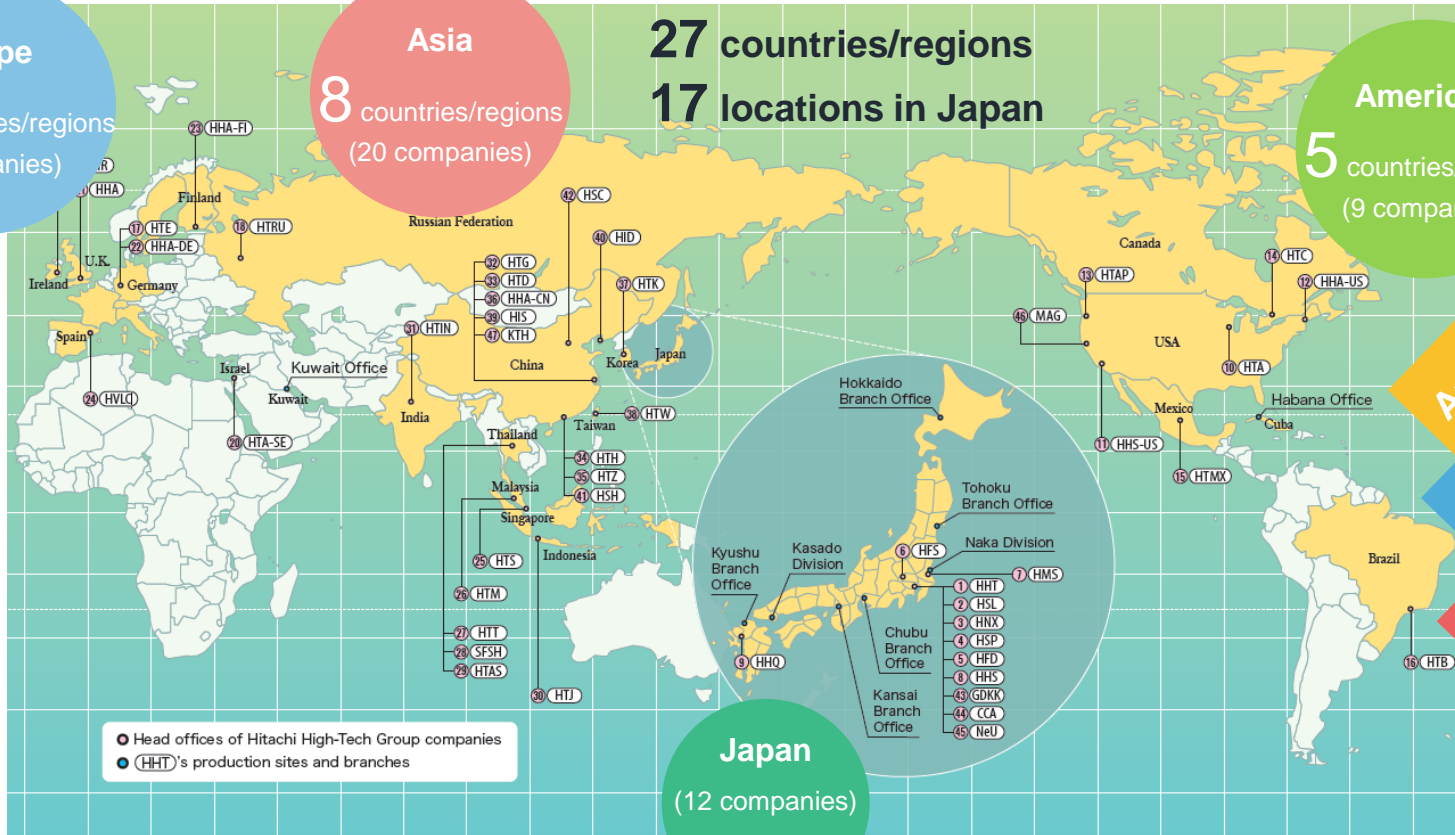 pe
es/regions
anies)
Asia
8 countries/regions
(20 companies)
27 countries/regions
17 locations in Japan
Americ
5 countries/
(9 compa
23 HHA-FI
R
HHA
Finland
17 HTE
22 HHA-DE
18 HTRU
Russian Federation
42 HSC
40 HID
37 HTK
U.K.
Ireland
Germany
Spain
32 HTG
33 HTD
36 HHA-CN
39 HIS
47 KTH
31 HTIN
China
Korea
Japan
Israel
Kuwait Office
Kuwait
24 HVLC
20 HTA-SE
India
38 HTW
Taiwan
Thailand
34 HTH
35 HTZ
41 HSH
Malaysia
Singapore
Indonesia
25 HTS
26 HTM
27 HTT
28 SFSH
29 HTAS
30 HTJ
Canada
13 HTAP
14 HTC
12 HHA-US
46 MAG
USA
10 HTA
Mexico
Habana Office
Cuba
11 HHS-US
15 HTMX
Brazil
16 HTB
A
Hokkaido
Branch Office
Tohoku
Branch Office
Naka Division
6 HFS
7 HMS
Kyushu
Branch
Office
Kasado
Division
1 HHT
2 HSL
3 HNX
4 HSP
5 HFD
8 HHS
43 GDKK
44 CCA
45 NeU
Chubu
Branch
Office
9 HHQ
Kansai
Branch
Office
Head offices of Hitachi High-Tech Group companies
HHT's production sites and branches
Japan
(12 companies)